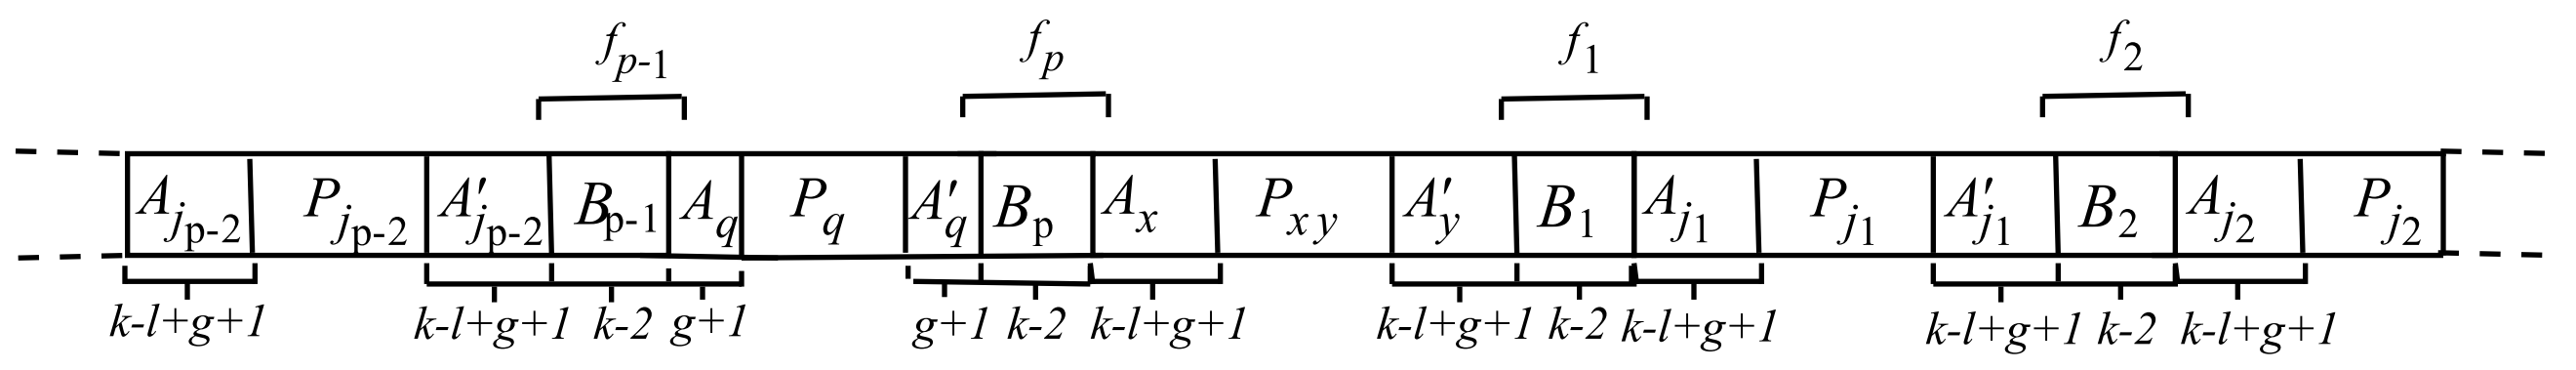 f_{p-1} f_p f_1 f_2
A_{j_{p-2}} P_{j_{p-2}} A'_{j_{p-2}} B_{p-1} A_q P_q A'_q B_p A_x P_{xy} A'_y B_1 A_{j_1} P_{j_1} A'_{j_1} B_2 A_{j_2} P_{j_2}
k-l+g+1 k-l+g+1 k-2 g+1 g+1 k-2 k-l+g+1 k-l+g+1 k-2 k-l+g+1 k-l+g+1 k-2 k-l+g+1